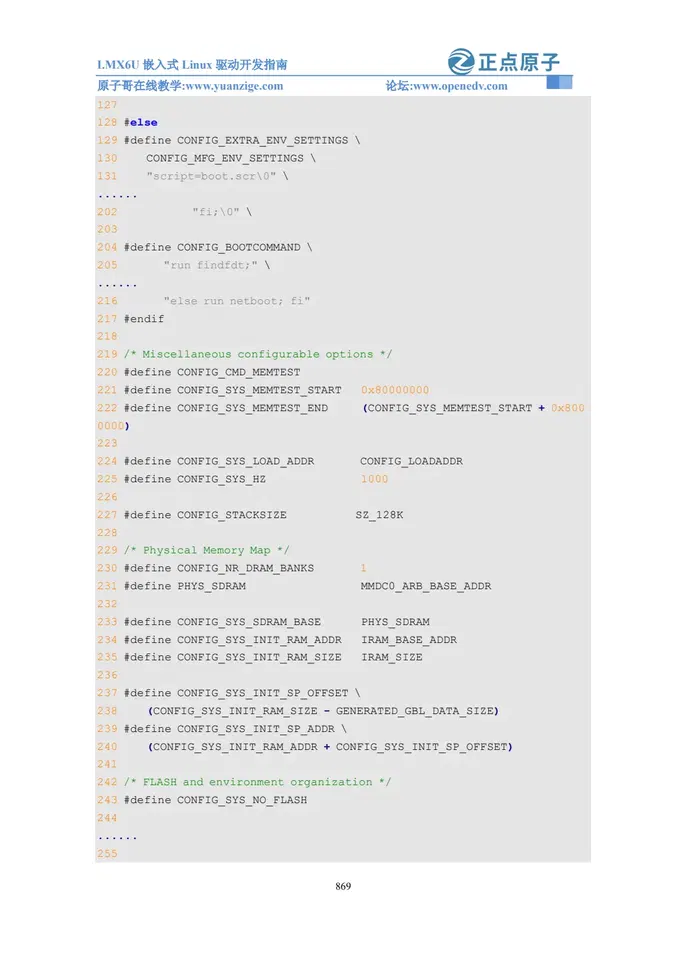 I.MX6U 嵌入式 Linux 驱动开发指南
正点原子
原子哥在线教学:www.yuanzige.com 论坛:www.openedv.com
127
128 #else
129 #define CONFIG_EXTRA_ENV_SETTINGS \
130 CONFIG_MFG_ENV_SETTINGS \
131 "script=boot.scr\0" \
......
202 "fi;\0" \
203
204 #define CONFIG_BOOTCOMMAND \
205 "run findfdt;" \
......
216 "else run netboot; fi"
217 #endif
218
219 /* Miscellaneous configurable options */
220 #define CONFIG_CMD_MEMTEST
221 #define CONFIG_SYS_MEMTEST_START 0x80000000
222 #define CONFIG_SYS_MEMTEST_END (CONFIG_SYS_MEMTEST_START + 0x800
0000)
223
224 #define CONFIG_SYS_LOAD_ADDR CONFIG_LOADADDR
225 #define CONFIG_SYS_HZ 1000
226
227 #define CONFIG_STACKSIZE SZ_128K
228
229 /* Physical Memory Map */
230 #define CONFIG_NR_DRAM_BANKS 1
231 #define PHYS_SDRAM MMDC0_ARB_BASE_ADDR
232
233 #define CONFIG_SYS_SDRAM_BASE PHYS_SDRAM
234 #define CONFIG_SYS_INIT_RAM_ADDR IRAM_BASE_ADDR
235 #define CONFIG_SYS_INIT_RAM_SIZE IRAM_SIZE
236
237 #define CONFIG_SYS_INIT_SP_OFFSET \
238 (CONFIG_SYS_INIT_RAM_SIZE - GENERATED_GBL_DATA_SIZE)
239 #define CONFIG_SYS_INIT_SP_ADDR \
240 (CONFIG_SYS_INIT_RAM_ADDR + CONFIG_SYS_INIT_SP_OFFSET)
241
242 /* FLASH and environment organization */
243 #define CONFIG_SYS_NO_FLASH
244
......
255
869